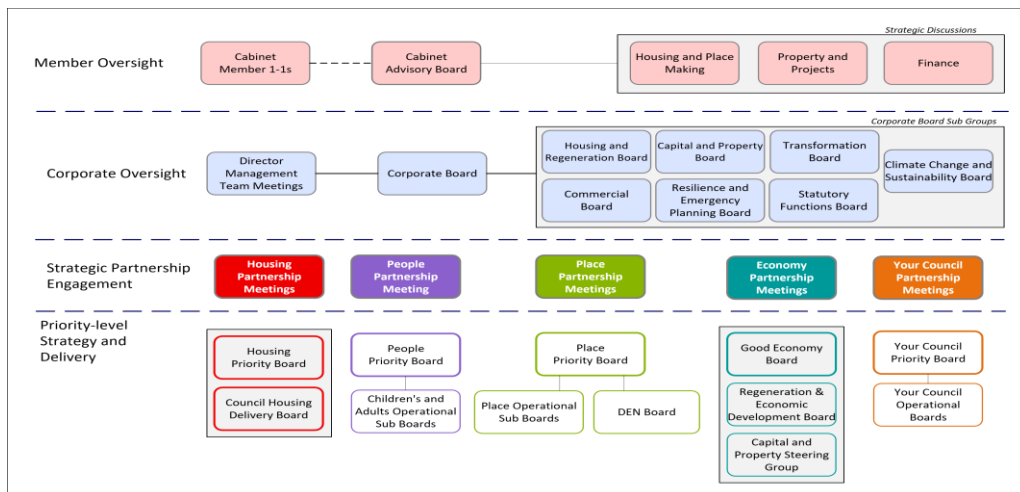 Strategic Discussions
Member Oversight
Cabinet
Member 1-1s
Cabinet
Advisory Board
Housing and Place
Making
Property and
Projects
Finance
Corporate Board Sub Groups
Corporate Oversight
Director
Management
Team Meetings
Corporate Board
Housing and
Regeneration Board
Capital and Property
Board
Transformation
Board
Climate Change and
Sustainability Board
Commercial
Board
Resilience and
Emergency
Planning Board
Statutory
Functions Board
Strategic Partnership
Engagement
Housing
Partnership
Meetings
People
Partnership
Meeting
Place
Partnership
Meetings
Economy
Partnership
Meetings
Your Council
Partnership
Meetings
Priority-level
Strategy and
Delivery
Housing
Priority Board
People
Priority Board
Place
Priority Board
Good Economy
Board
Your Council
Priority Board
Council Housing
Delivery Board
Children's and
Adults Operational
Sub Boards
Place Operational
Sub Boards
DEN Board
Regeneration &
Economic
Development Board
Your Council
Operational
Boards
Capital and
Property Steering
Group